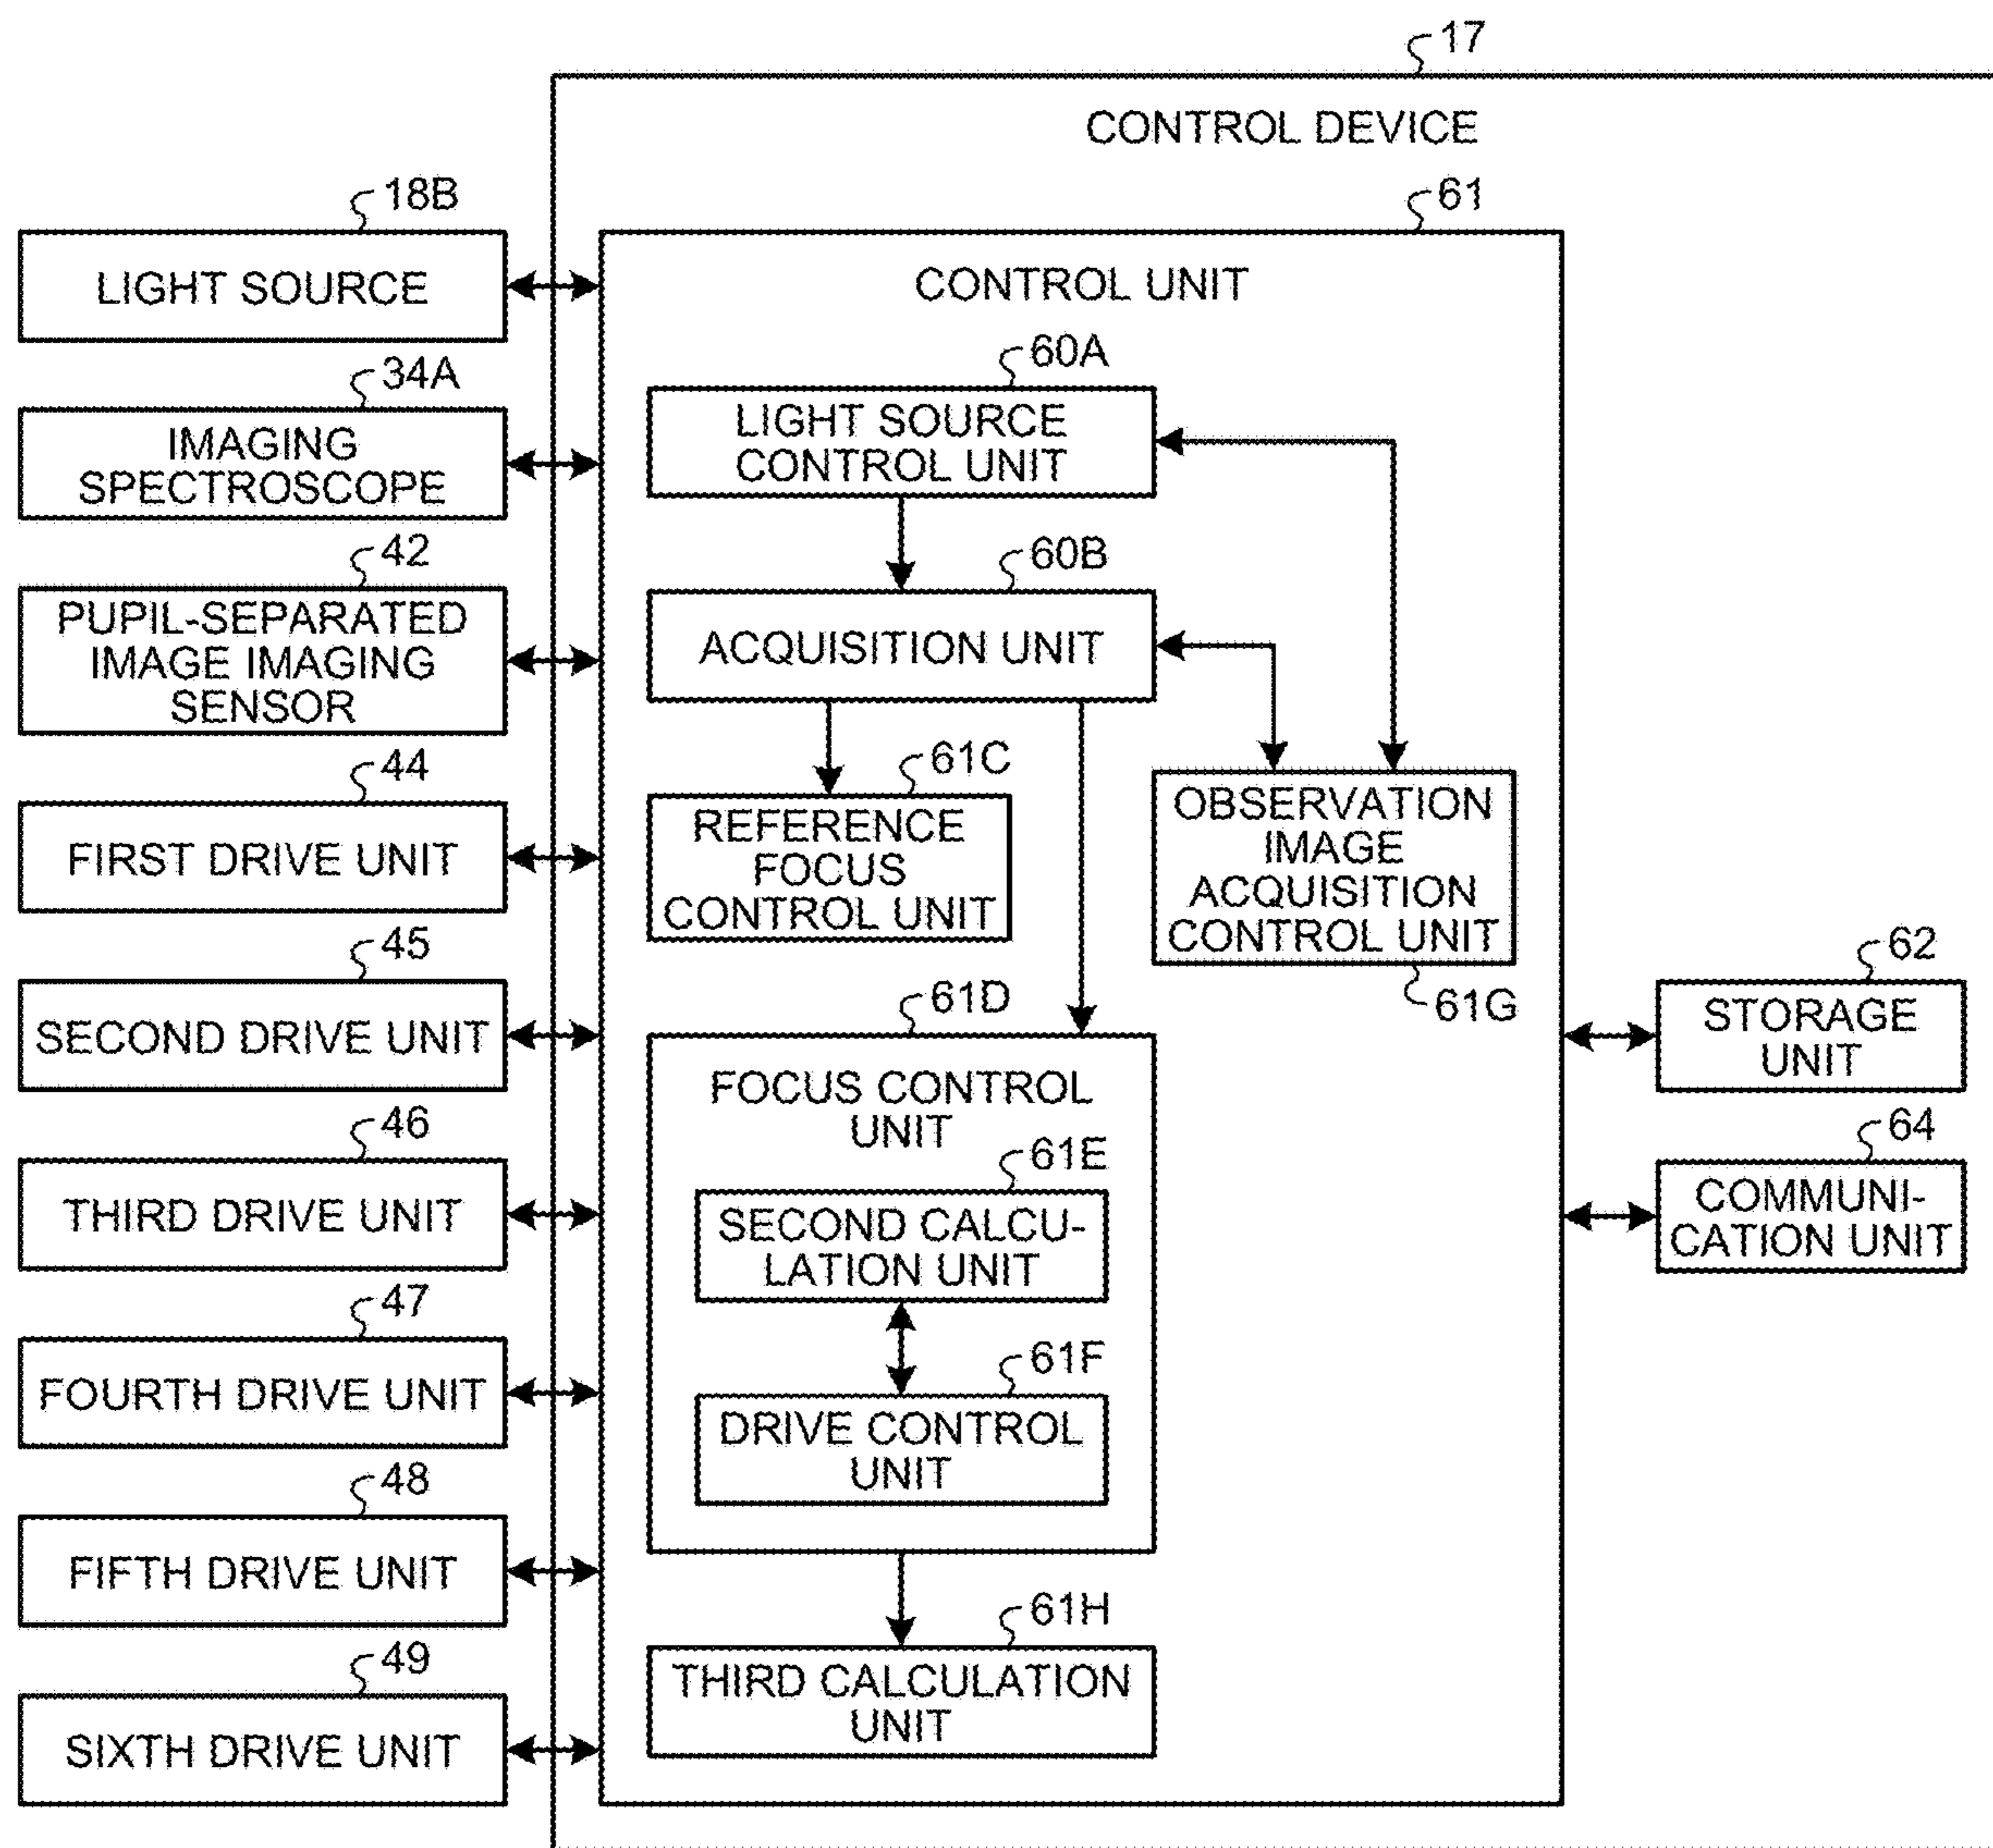 17
CONTROL DEVICE
18B
LIGHT SOURCE
34A
IMAGING
SPECTROSCOPE
42
PUPIL-SEPARATED
IMAGE IMAGING
SENSOR
44
FIRST DRIVE UNIT
45
SECOND DRIVE UNIT
46
THIRD DRIVE UNIT
47
FOURTH DRIVE UNIT
48
FIFTH DRIVE UNIT
49
SIXTH DRIVE UNIT
61
CONTROL UNIT
60A
LIGHT SOURCE
CONTROL UNIT
60B
ACQUISITION UNIT
61C
REFERENCE
FOCUS
CONTROL UNIT
OBSERVATION
IMAGE
ACQUISITION
CONTROL UNIT
61G
61D
FOCUS CONTROL
UNIT
61E
SECOND CALCU-
LATION UNIT
61F
DRIVE CONTROL
UNIT
61H
THIRD CALCULATION
UNIT
62
STORAGE
UNIT
64
COMMUNI-
CATION UNIT